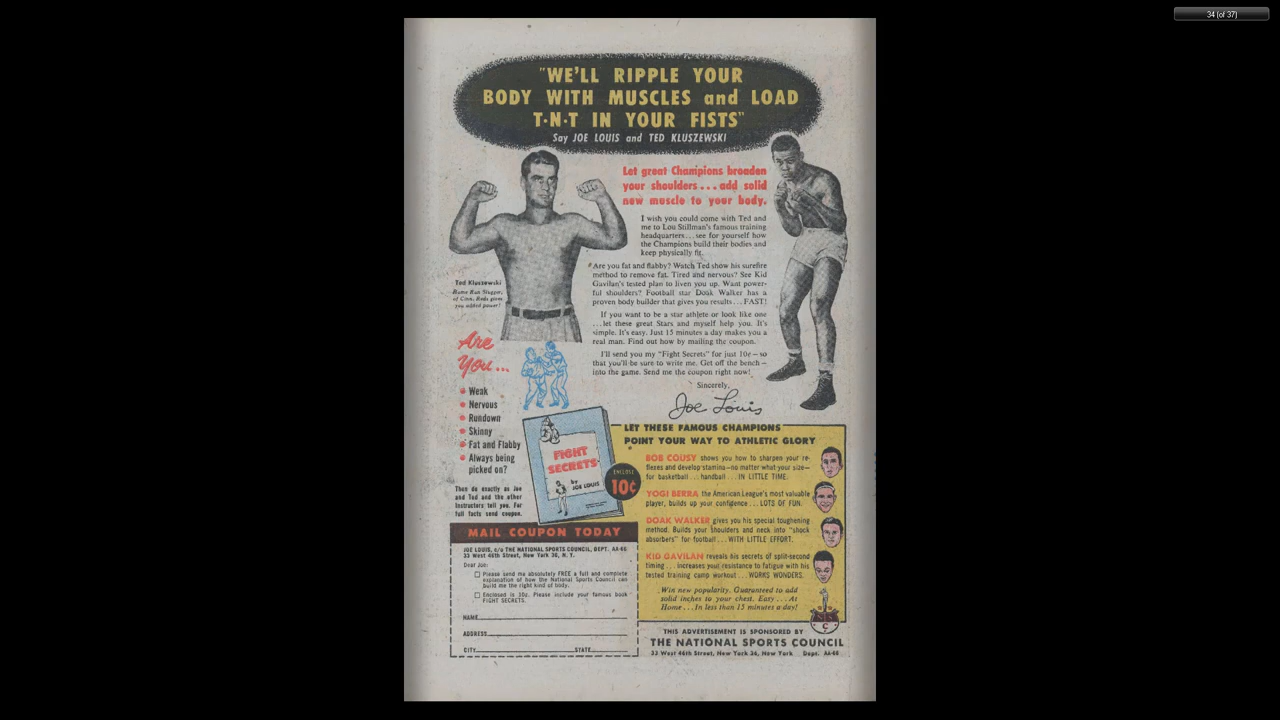 34 (of 37)
"WE'LL RIPPLE YOUR
BODY WITH MUSCLES and LOAD
T·N·T IN YOUR FISTS"
Say JOE LOUIS and TED KLUSZEWSKI
Let great Champions broaden
your shoulders...add solid
new muscle to your body.
I wish you could come with Ted and
me to Lou Stillman's famous training
headquarters...see for yourself how
the Champions build their bodies and
keep physically fit.
Are you fat and flabby? Watch Ted show his surefire
method to remove fat. Tired and nervous? See Kid
Gavilan's tested plan to liven you up. Want power-
ful shoulders? Football star Doak Walker has a
proven body builder that gives you results...FAST!
If you want to be a star athlete or look like one
...let these great Stars and myself help you. It's
simple. It's easy. Just 15 minutes a day makes you a
real man. Find out how by mailing the coupon.
I'll send you my "Fight Secrets" for just 10¢—so
that you'll be sure to write me. Get off the bench—
into the game. Send me the coupon right now!
Sincerely,
Joe Louis
Ted Kluszewski
Home Run Slugger,
of Cinn. Reds gives
you added power!
Are
You...
Weak
Nervous
Rundown
Skinny
Fat and Flabby
Always being
picked on?
Then do exactly as Joe
and Ted and the other
instructors tell you. For
full facts send coupon.
FIGHT
SECRETS
by
JOE LOUIS
ENCLOSE
10¢
LET THESE FAMOUS CHAMPIONS
POINT YOUR WAY TO ATHLETIC GLORY
BOB COUSY shows you how to sharpen your re-
flexes and develop stamina—no matter what your size—
for basketball...handball...IN LITTLE TIME.
YOGI BERRA the American League's most valuable
player, builds up your confidence...LOTS OF FUN.
DOAK WALKER gives you his special toughening
method. Builds your shoulders and neck into "shock
absorbers" for football...WITH LITTLE EFFORT.
KID GAVILAN reveals his secrets of split-second
timing...increases your resistance to fatigue with his
tested training camp workout...WORKS WONDERS.
Win new popularity. Guaranteed to add
solid inches to your chest. Easy...At
Home...In less than 15 minutes a day!
C
MAIL COUPON TODAY
JOE LOUIS, c/o THE NATIONAL SPORTS COUNCIL, DEPT. AA-66
33 West 46th Street, New York 36, N. Y.
Dear Joe:
Please send me absolutely FREE a full and complete
explanation of how the National Sports Council can
build me the right kind of body.
Enclosed is 10¢. Please include your famous book
FIGHT SECRETS.
NAME
ADDRESS
CITY STATE
THIS ADVERTISEMENT IS SPONSORED BY
THE NATIONAL SPORTS COUNCIL
33 West 46th Street, New York 36, New York Dept.